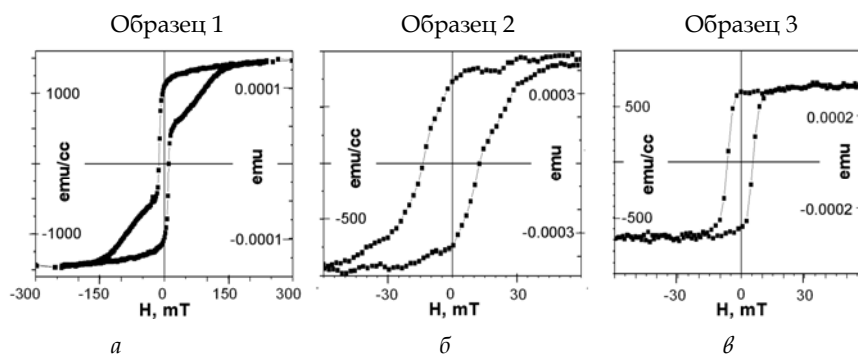 Образец 1 Образец 2 Образец 3
1000 0.0001 0.0003 500 0.0002
emu/cc emu emu/cc emu emu/cc emu
-1000 -0.0001 -500 -0.0003 -500 -0.0002
-300 -150 0 150 300 -30 0 30 -30 0 30
H, mT H, mT H, mT
а б в